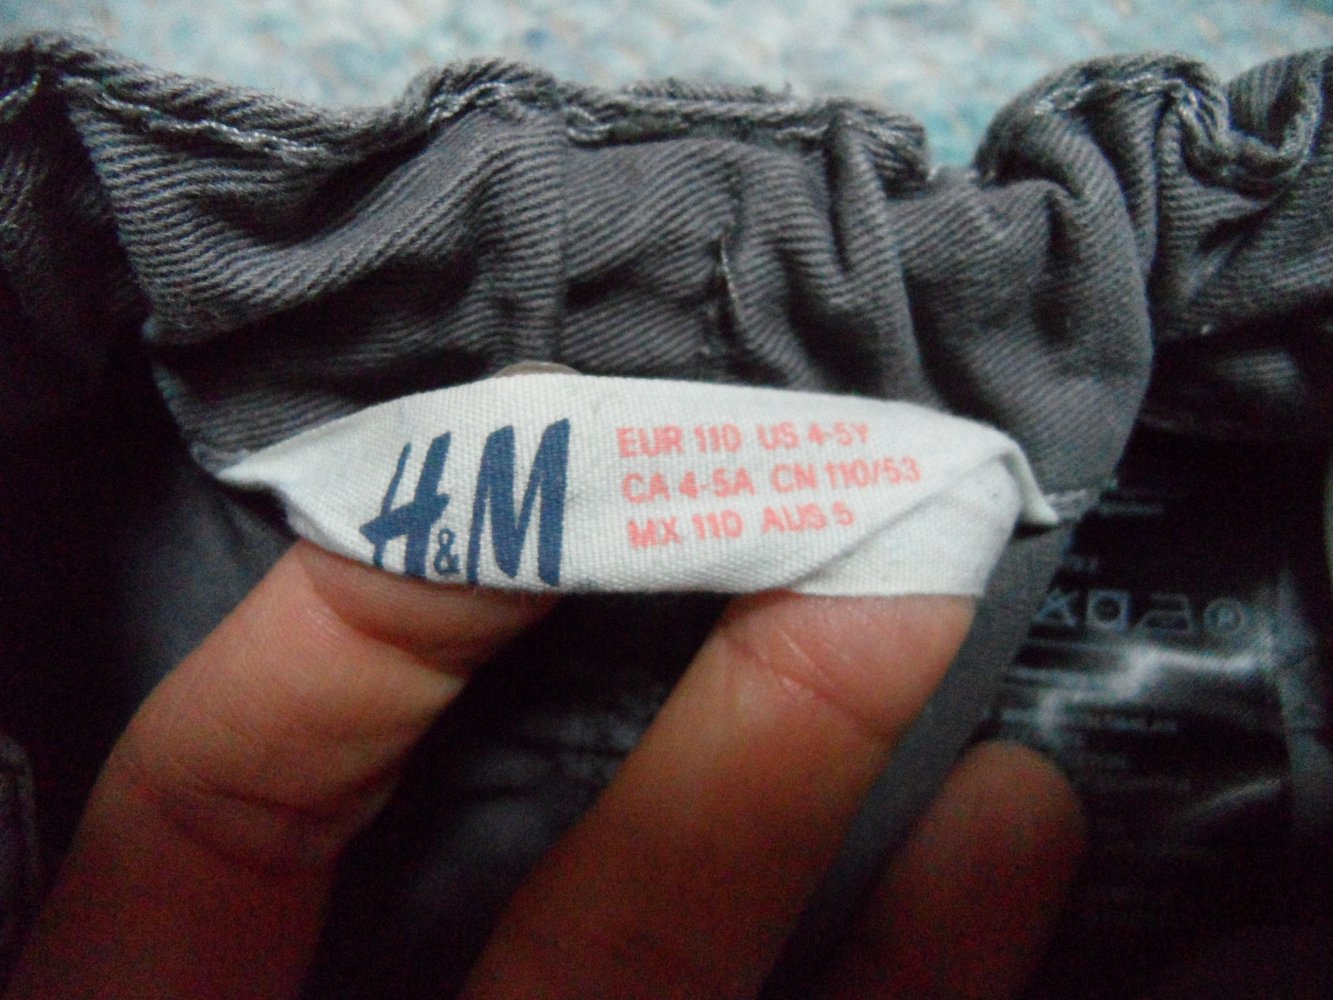 H&M
EUR 110 US 4-5Y
CA 4-5A CN 110/53
MX 110 AUS 5